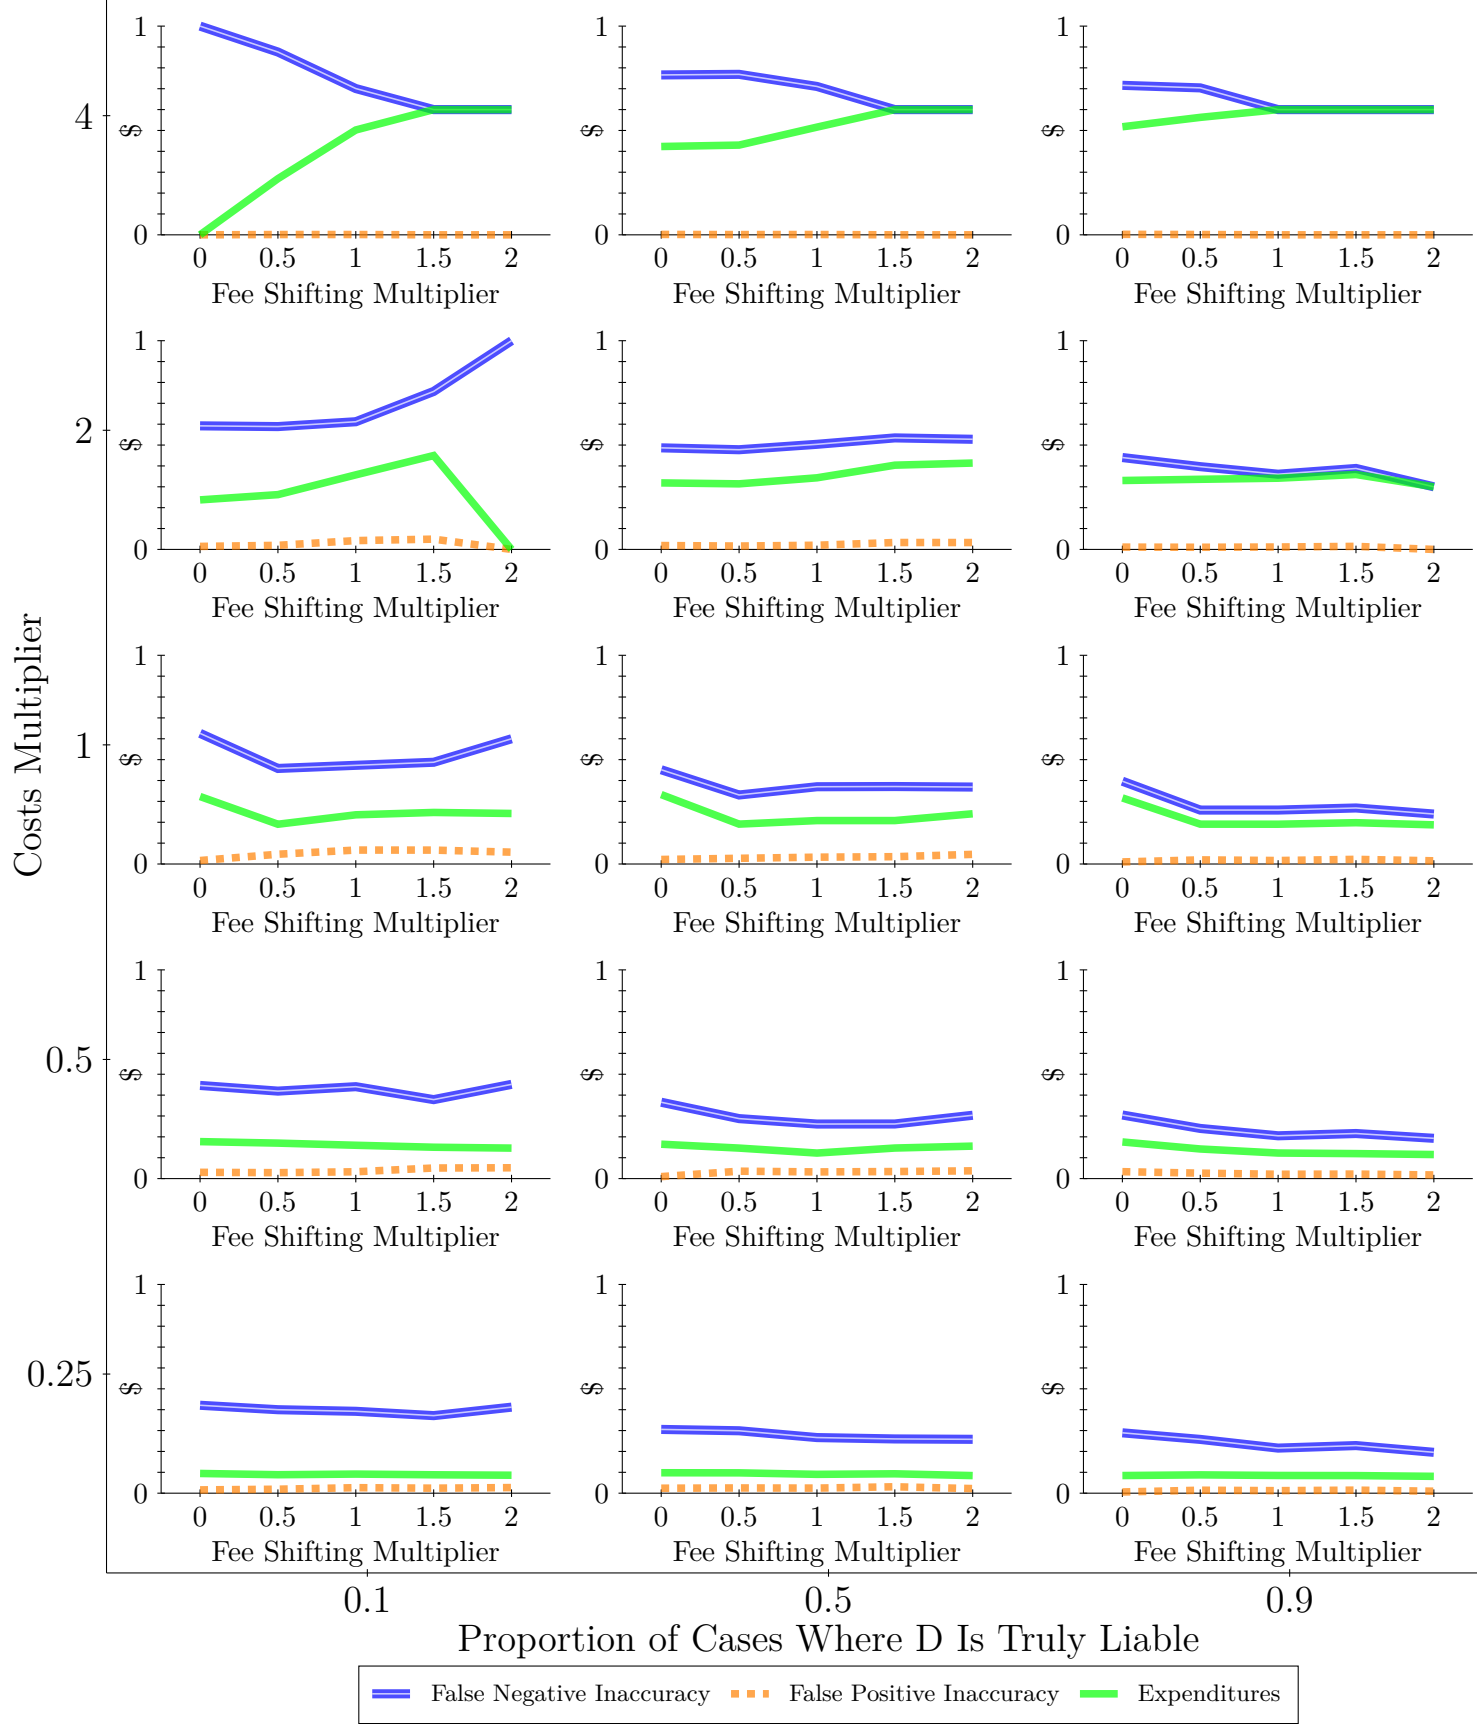 1 1 1
4 $ $ $
0 0 0
0 0.5 1 1.5 2 0 0.5 1 1.5 2 0 0.5 1 1.5 2
Fee Shifting Multiplier Fee Shifting Multiplier Fee Shifting Multiplier
1 1 1
2 $ $ $
0 0 0
0 0.5 1 1.5 2 0 0.5 1 1.5 2 0 0.5 1 1.5 2
Fee Shifting Multiplier Fee Shifting Multiplier Fee Shifting Multiplier
Costs Multiplier
1 1 1
1 $ $ $
0 0 0
0 0.5 1 1.5 2 0 0.5 1 1.5 2 0 0.5 1 1.5 2
Fee Shifting Multiplier Fee Shifting Multiplier Fee Shifting Multiplier
1 1 1
0.5 $ $ $
0 0 0
0 0.5 1 1.5 2 0 0.5 1 1.5 2 0 0.5 1 1.5 2
Fee Shifting Multiplier Fee Shifting Multiplier Fee Shifting Multiplier
1 1 1
0.25 $ $ $
0 0 0
0 0.5 1 1.5 2 0 0.5 1 1.5 2 0 0.5 1 1.5 2
Fee Shifting Multiplier Fee Shifting Multiplier Fee Shifting Multiplier
0.1 0.5 0.9
Proportion of Cases Where D Is Truly Liable
False Negative Inaccuracy False Positive Inaccuracy Expenditures